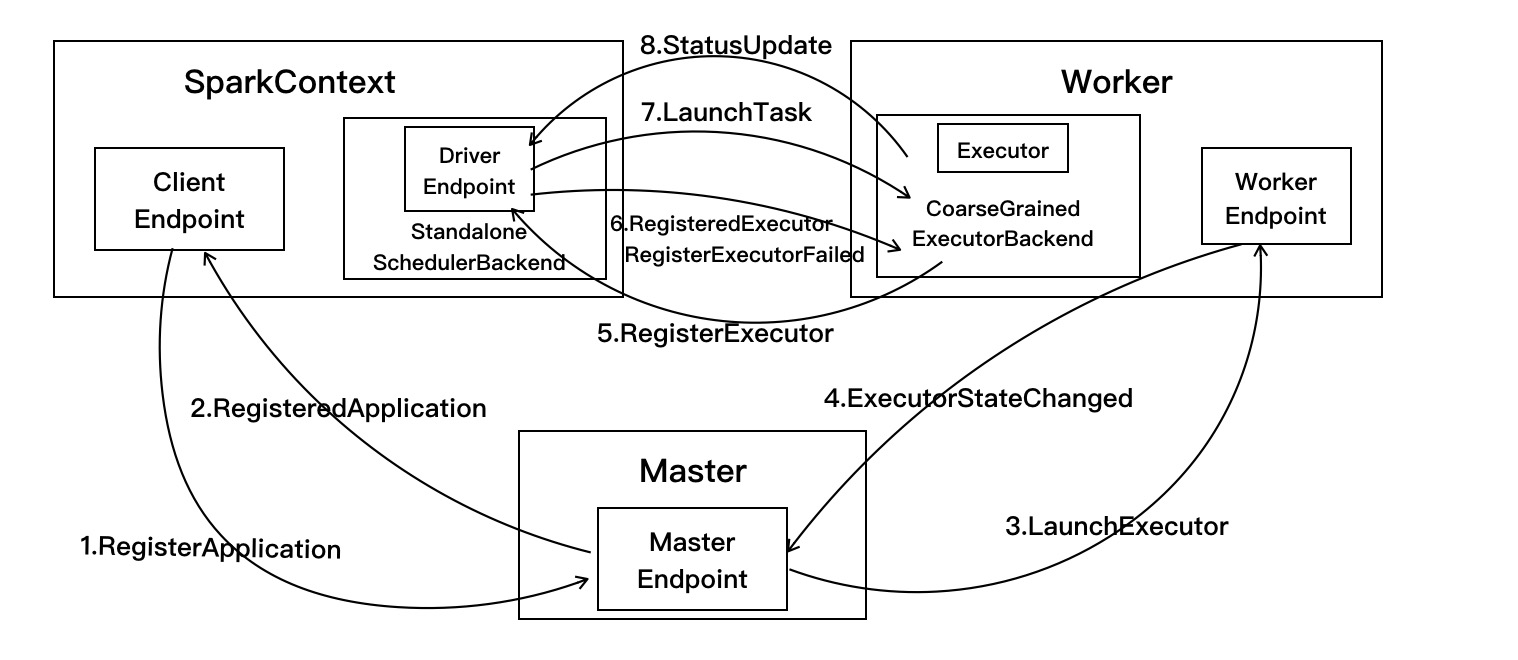 8.StatusUpdate
SparkContext
Worker
7.LaunchTask
Driver
Endpoint
Executor
Client
Endpoint
Worker
Endpoint
Standalone
SchedulerBackend
6.RegisteredExecutor
RegisterExecutorFailed
CoarseGrained
ExecutorBackend
5.RegisterExecutor
2.RegisteredApplication
4.ExecutorStateChanged
Master
1.RegisterApplication
Master
Endpoint
3.LaunchExecutor